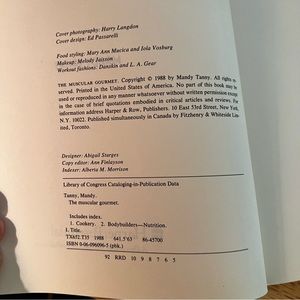 Cover photography: Harry Langdon
Cover design: Ed Passarelli
Food styling: Mary Ann Macica and Iola Vosburg
Makeup: Melody Jaisson
Workout fashions: Danskin and L. A. Gear
THE MUSCULAR GOURMET. Copyright © 1988 by Mandy Tanny. All rights re-
served. Printed in the United States of America. No part of this book may be
used or reproduced in any manner whatsoever without written permission except
in the case of brief quotations embodied in critical articles and reviews. For
information address Harper & Row, Publishers, 10 East 53rd Street, New York,
N.Y. 10022. Published simultaneously in Canada by Fitzhenry & Whiteside Lim-
ited, Toronto.
Designer: Abigail Sturges
Copy editor: Ann Finlayson
Indexer: Alberta M. Morrison
Library of Congress Cataloging-in-Publication Data
Tanny, Mandy.
The muscular gourmet.
Includes index.
1. Cookery. 2. Bodybuilders—Nutrition.
I. Title.
TX652.T35 1988 641.5'63 86-45700
ISBN 0-06-096096-5 (pbk.)
92 RRD 10 9 8 7 6 5